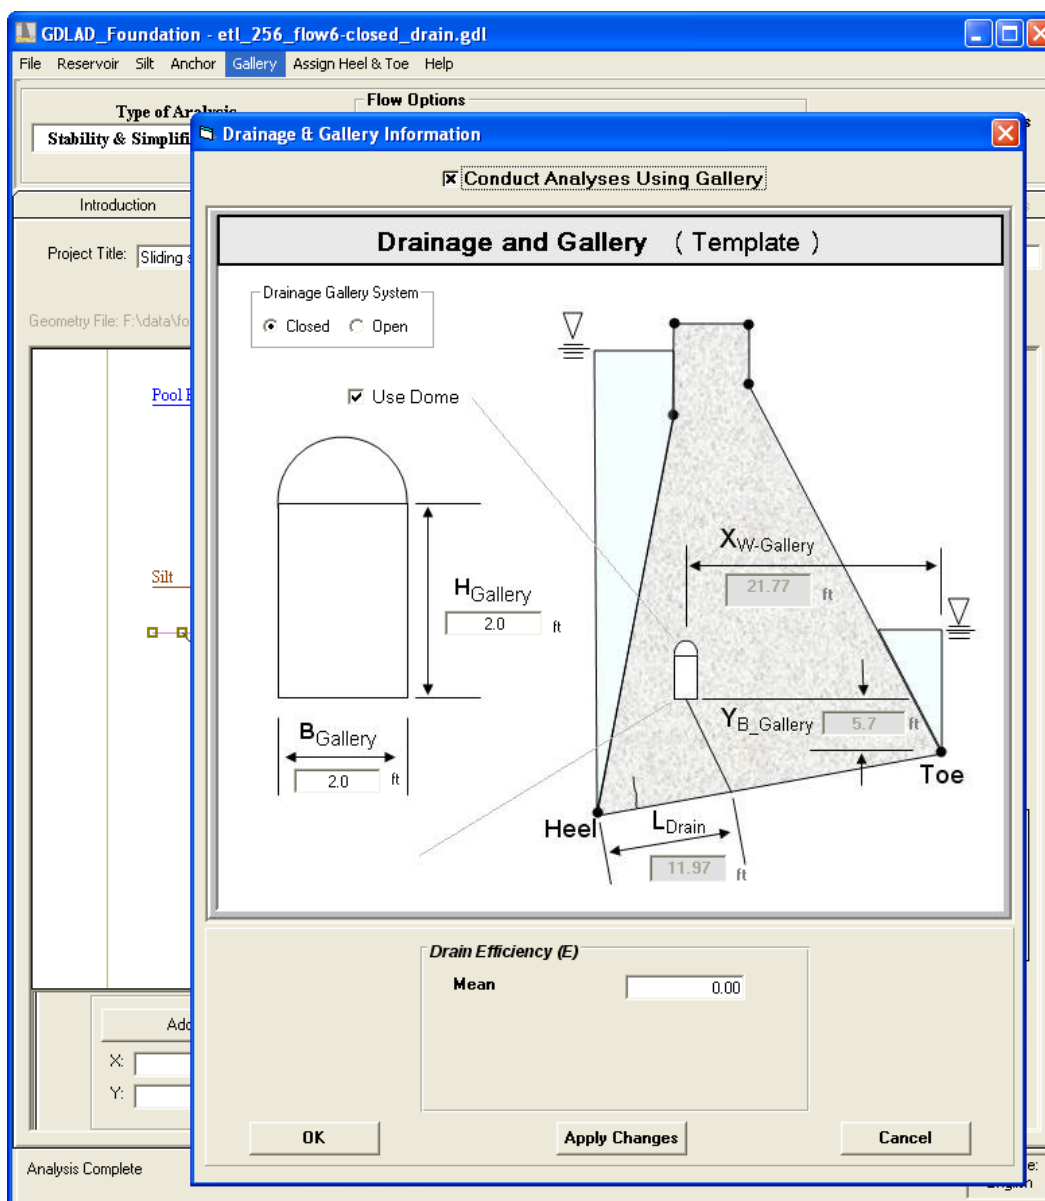 GDLAD_Foundation - etl_256_flow6-closed_drain.gdl
File Reservoir Silt Anchor Gallery Assign Heel & Toe Help
Flow Options
Type of Analysis
Stability &
Drainage & Gallery Information
Conduct Analyses Using Gallery
Introduction
Drainage and Gallery ( Template )
Project Title: Sliding
Drainage Gallery System
Closed Open
Geometry File: F:\data\fo
Pool
Use Dome
XW-Gallery
21.77 ft
Silt
HGallery
2.0 ft
YB_Gallery 5.7 ft
BGallery
2.0 ft
Toe
Heel
LDrain
11.97 ft
Drain Efficiency (E)
Mean 0.00
X:
Y:
OK Apply Changes Cancel
Analysis Complete
English